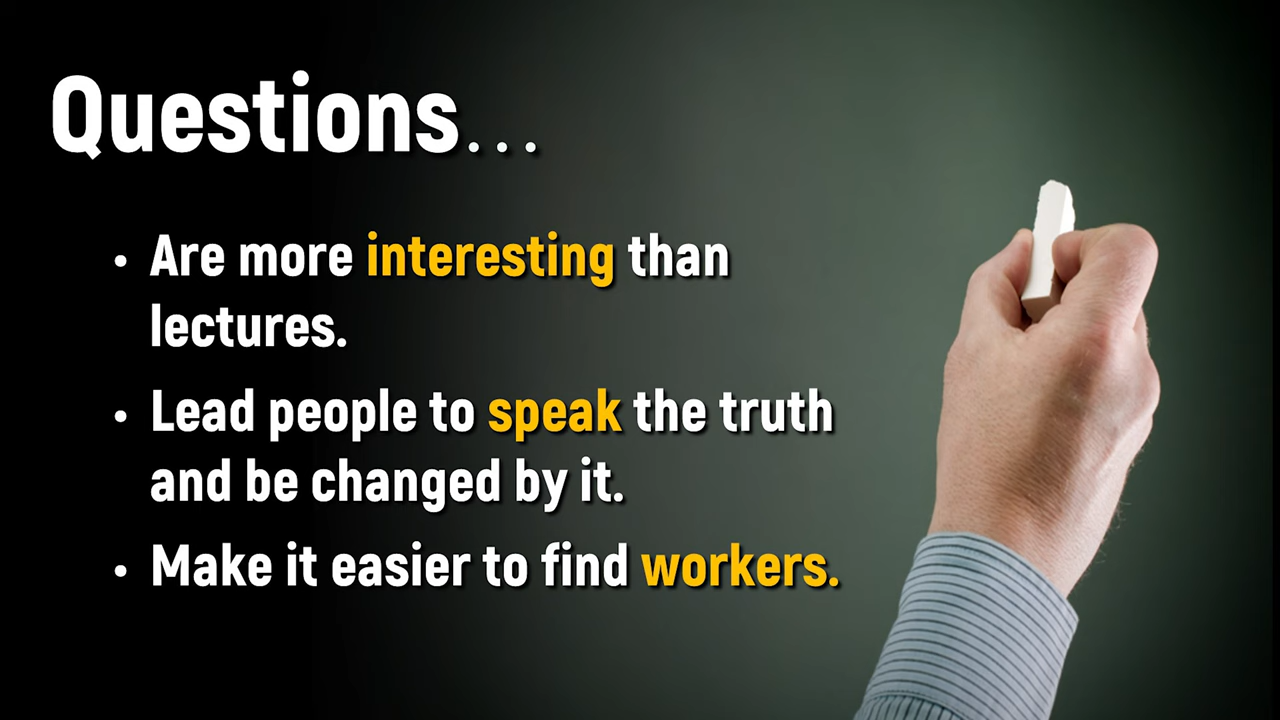 Questions...
• Are more interesting than
lectures.
• Lead people to speak the truth
and be changed by it.
• Make it easier to find workers.